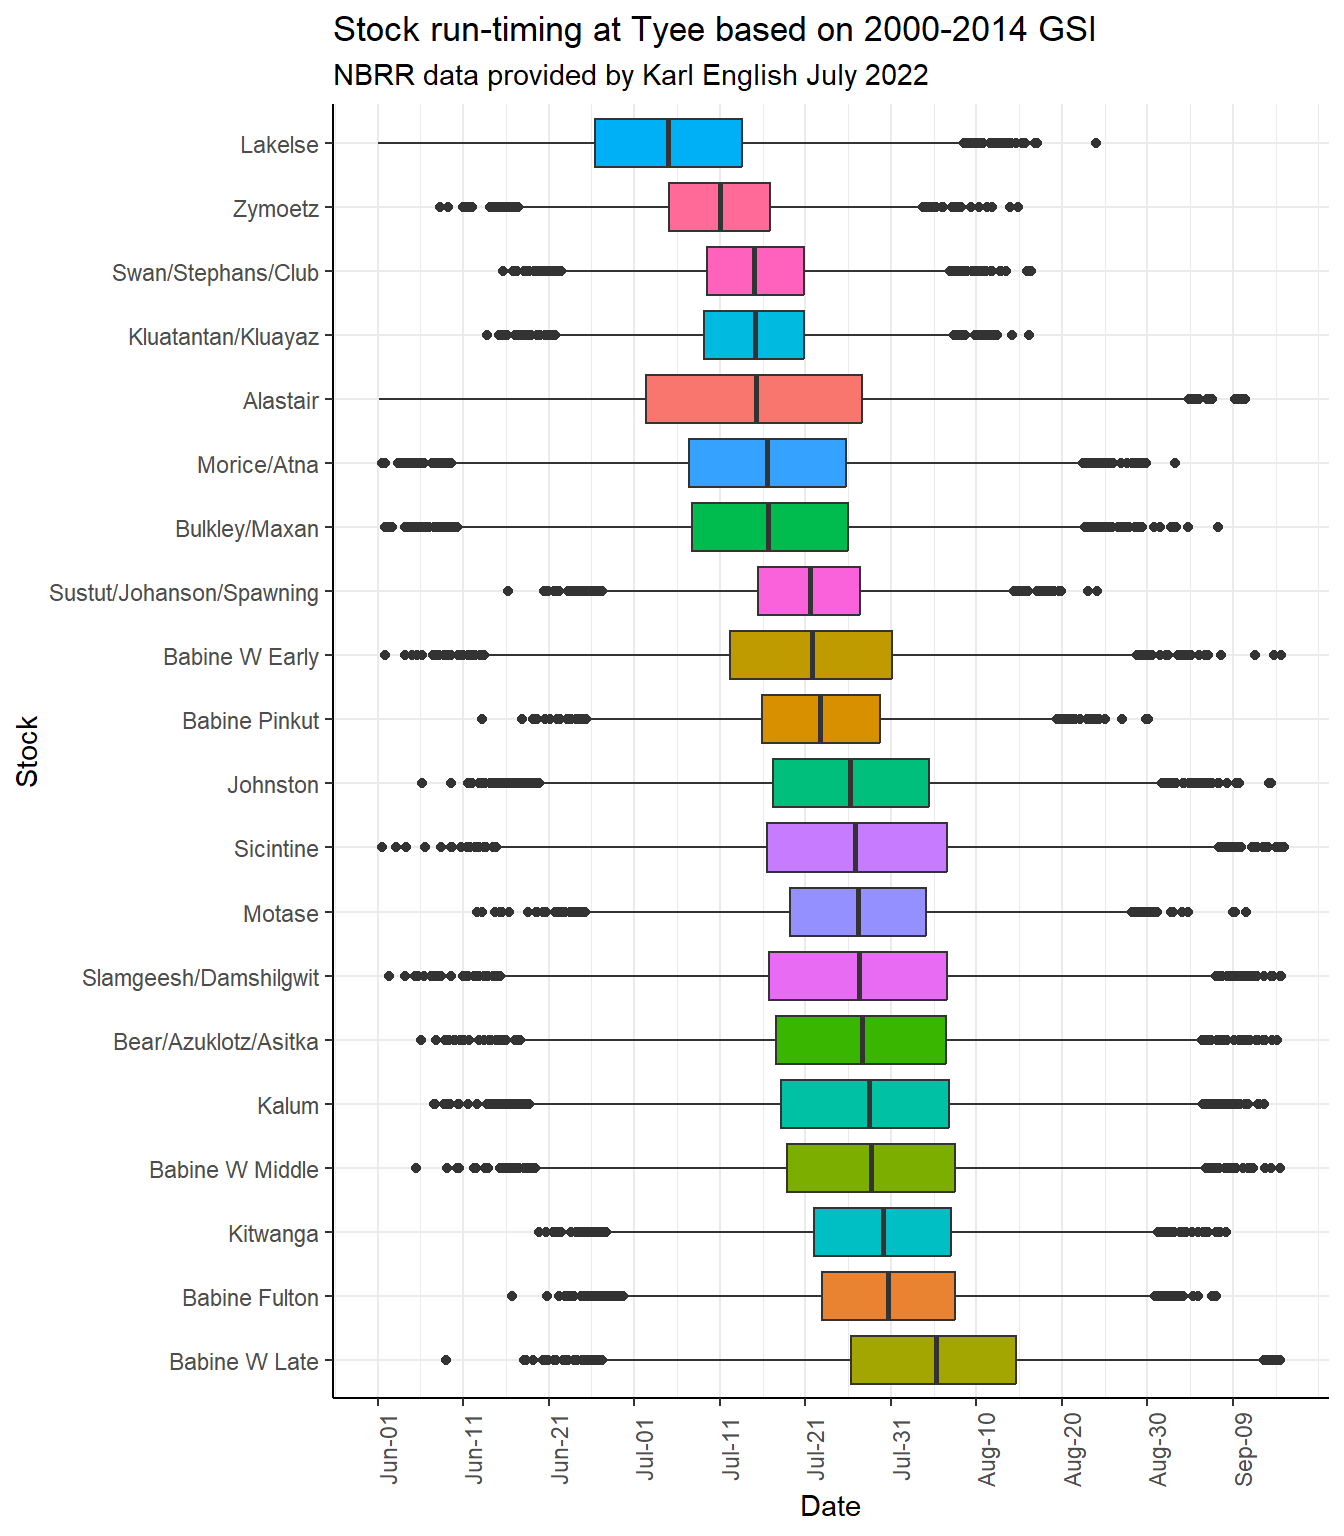 Stock run-timing at Tyee based on 2000-2014 GSI
NBRR data provided by Karl English July 2022
Stock
Lakelse
Zymoetz
Swan/Stephans/Club
Kluatantan/Kluayaz
Alastair
Morice/Atna
Bulkley/Maxan
Sustut/Johanson/Spawning
Babine W Early
Babine Pinkut
Johnston
Sicintine
Motase
Slamgeesh/Damshilgwit
Bear/Azuklotz/Asitka
Kalum
Babine W Middle
Kitwanga
Babine Fulton
Babine W Late
Jun-01
Jun-11
Jun-21
Jul-01
Jul-11
Jul-21
Jul-31
Aug-10
Aug-20
Aug-30
Sep-09
Date